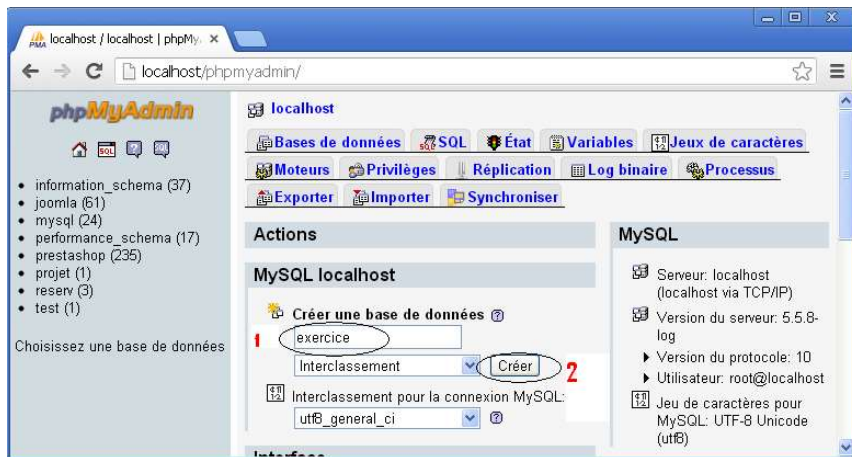 localhost / localhost | phpMy
localhost/phpmyadmin/
phpMyAdmin
information_schema (37)
joomla (61)
mysql (24)
performance_schema (17)
prestashop (235)
projet (1)
reserv (3)
test (1)
Choisissez une base de données
localhost
Bases de données SQL État Variables Jeux de caractères
Moteurs Privilèges Réplication Log binaire Processus
Exporter Importer Synchroniser
Actions
MySQL localhost
Créer une base de données
1 exercice
Interclassement Créer 2
Interclassement pour la connexion MySQL:
utf8_general_ci
MySQL
Serveur: localhost
(localhost via TCP/IP)
Version du serveur: 5.5.8-
log
Version du protocole: 10
Utilisateur: root@localhost
Jeu de caractères pour
MySQL: UTF-8 Unicode
(utf8)